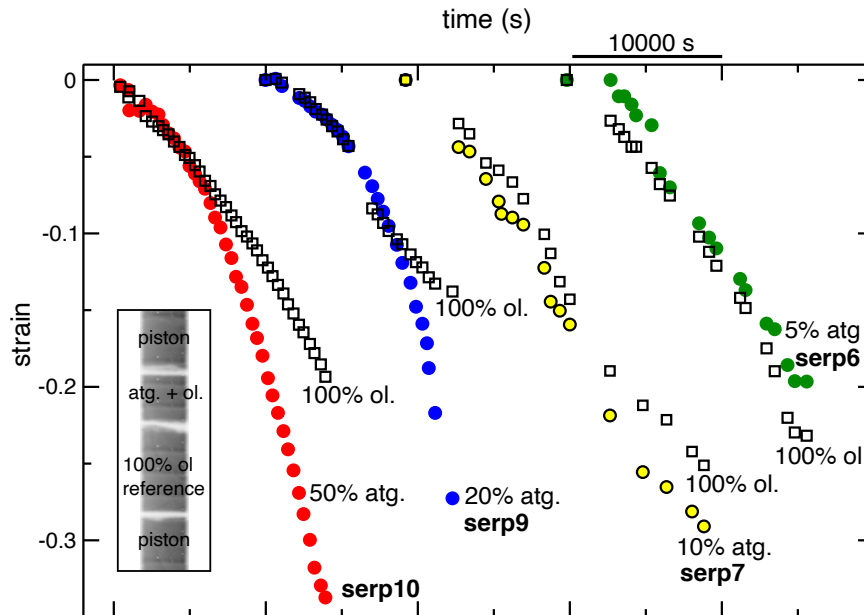 time (s)
10000 s
0
-0.1
-0.2
-0.3
strain
piston
atg. + ol.
100% ol
reference
piston
100% ol.
50% atg.
serp10
100% ol.
20% atg.
serp9
100% ol.
10% atg.
serp7
5% atg
serp6
100% ol